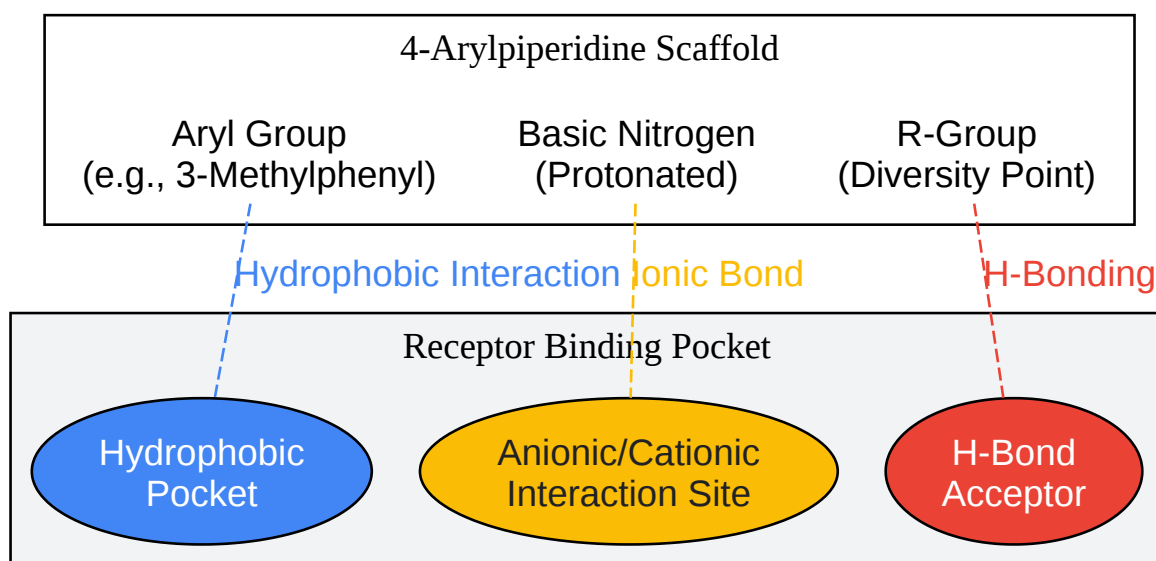 4-Arylpiperidine Scaffold
Aryl Group
(e.g., 3-Methylphenyl)
Basic Nitrogen
(Protonated)
R-Group
(Diversity Point)
Hydrophobic Interaction
Ionic Bond
H-Bonding
Receptor Binding Pocket
Hydrophobic
Pocket
Anionic/Cationic
Interaction Site
H-Bond
Acceptor